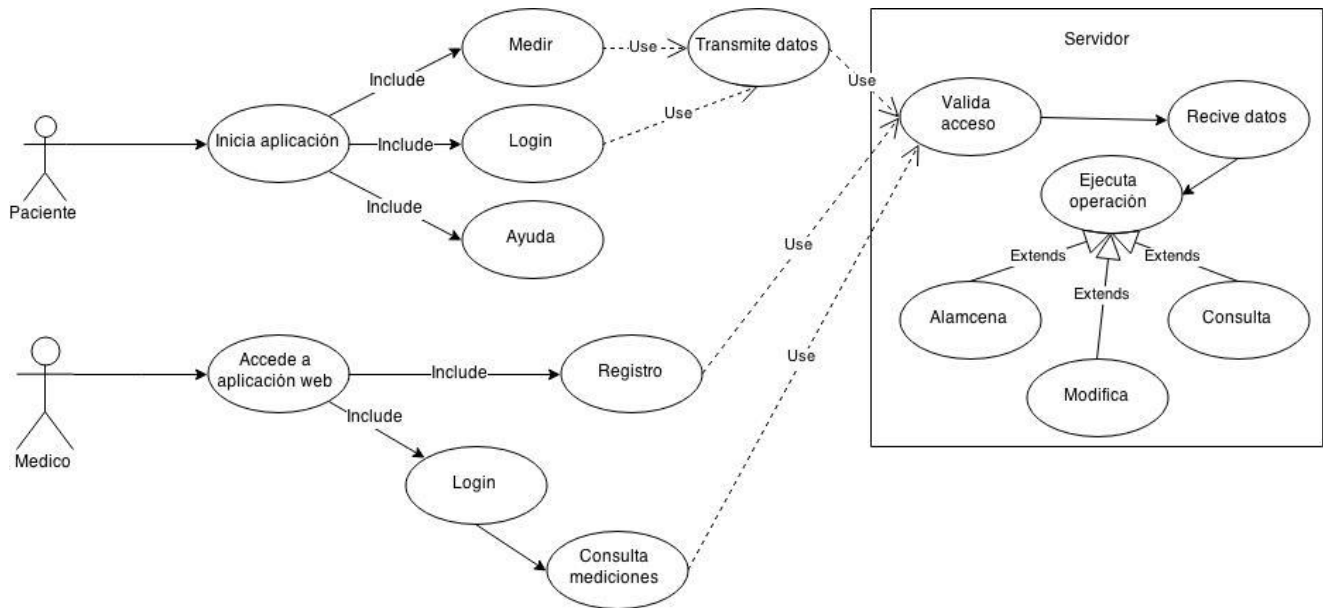 Medir
Use
Transmite datos
Servidor
Include
Use
Use
Valida
acceso
Recive datos
Paciente
Inicia aplicación
Include
Login
Include
Ayuda
Ejecuta
operación
Use
Extends
Extends
Extends
Alamcena
Consulta
Modifica
Medico
Accede a
aplicación web
Include
Registro
Use
Include
Login
Consulta
mediciones